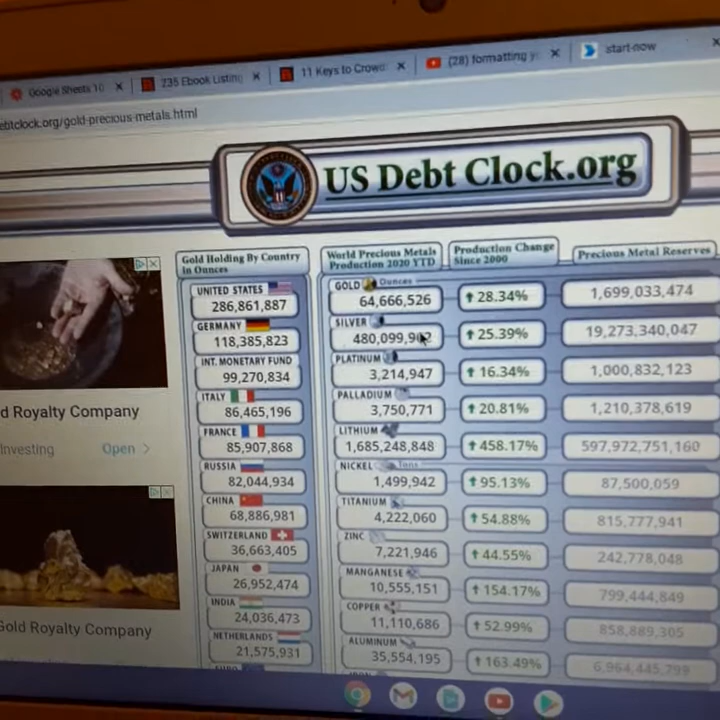 Google Sheets 10
235 Ebook Listing
11 Keys to Crowd
(28) formatting y
start-now
ebtclock.org/gold-precious-metals.html
US Debt Clock.org
Gold Holding By Country
In Ounces
UNITED STATES
286,861,887
GERMANY
118,385,823
INT. MONETARY FUND
99,270,834
ITALY
86,465,196
FRANCE
85,907,868
RUSSIA
82,044,934
CHINA
68,886,981
SWITZERLAND
36,663,405
JAPAN
26,952,474
INDIA
24,036,473
NETHERLANDS
21,575,931
World Precious Metals
Production 2020 YTD
Production Change
Since 2000
Precious Metal Reserves
GOLD Ounces
64,666,526 28.34% 1,699,033,474
SILVER
480,099,902 25.39% 19,273,340,047
PLATINUM
3,214,947 16.34% 1,000,832,123
PALLADIUM
3,750,771 20.81% 1,210,378,619
LITHIUM
1,685,248,848 458.17% 597,972,751,160
NICKEL Tons
1,499,942 95.13% 87,500,059
TITANIUM
4,222,060 54.88% 815,777,941
ZINC
7,221,946 44.55% 242,778,048
MANGANESE
10,555,151 154.17% 799,444,849
COPPER
11,110,686 52.99% 858,889,305
ALUMINUM
35,554,195 163.49% 6,964,445,799
d Royalty Company
Investing
Open
Gold Royalty Company